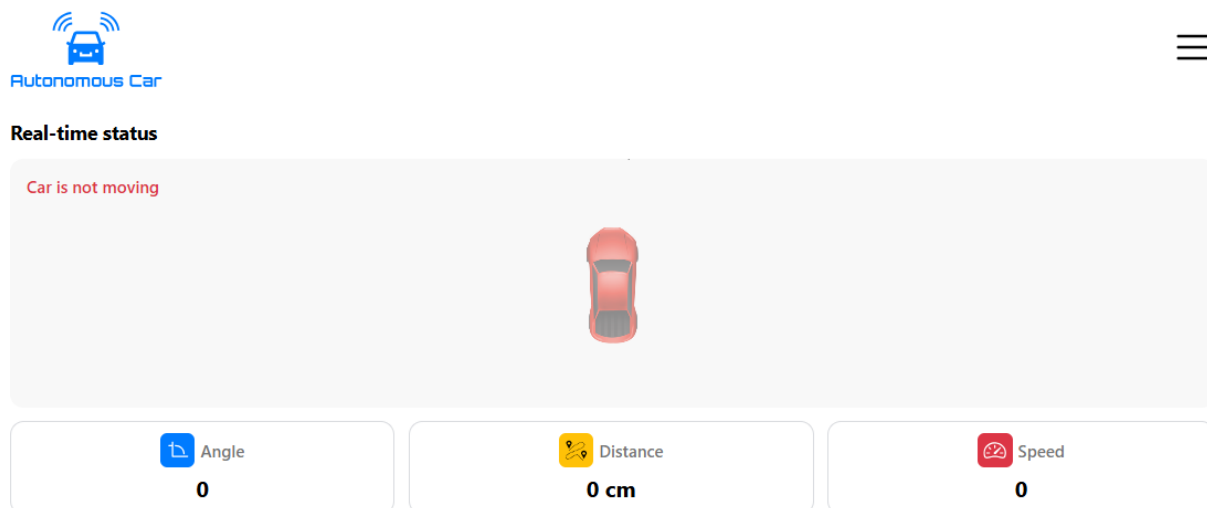 Autonomous Car
Real-time status
Car is not moving
Angle
0
Distance
0 cm
Speed
0